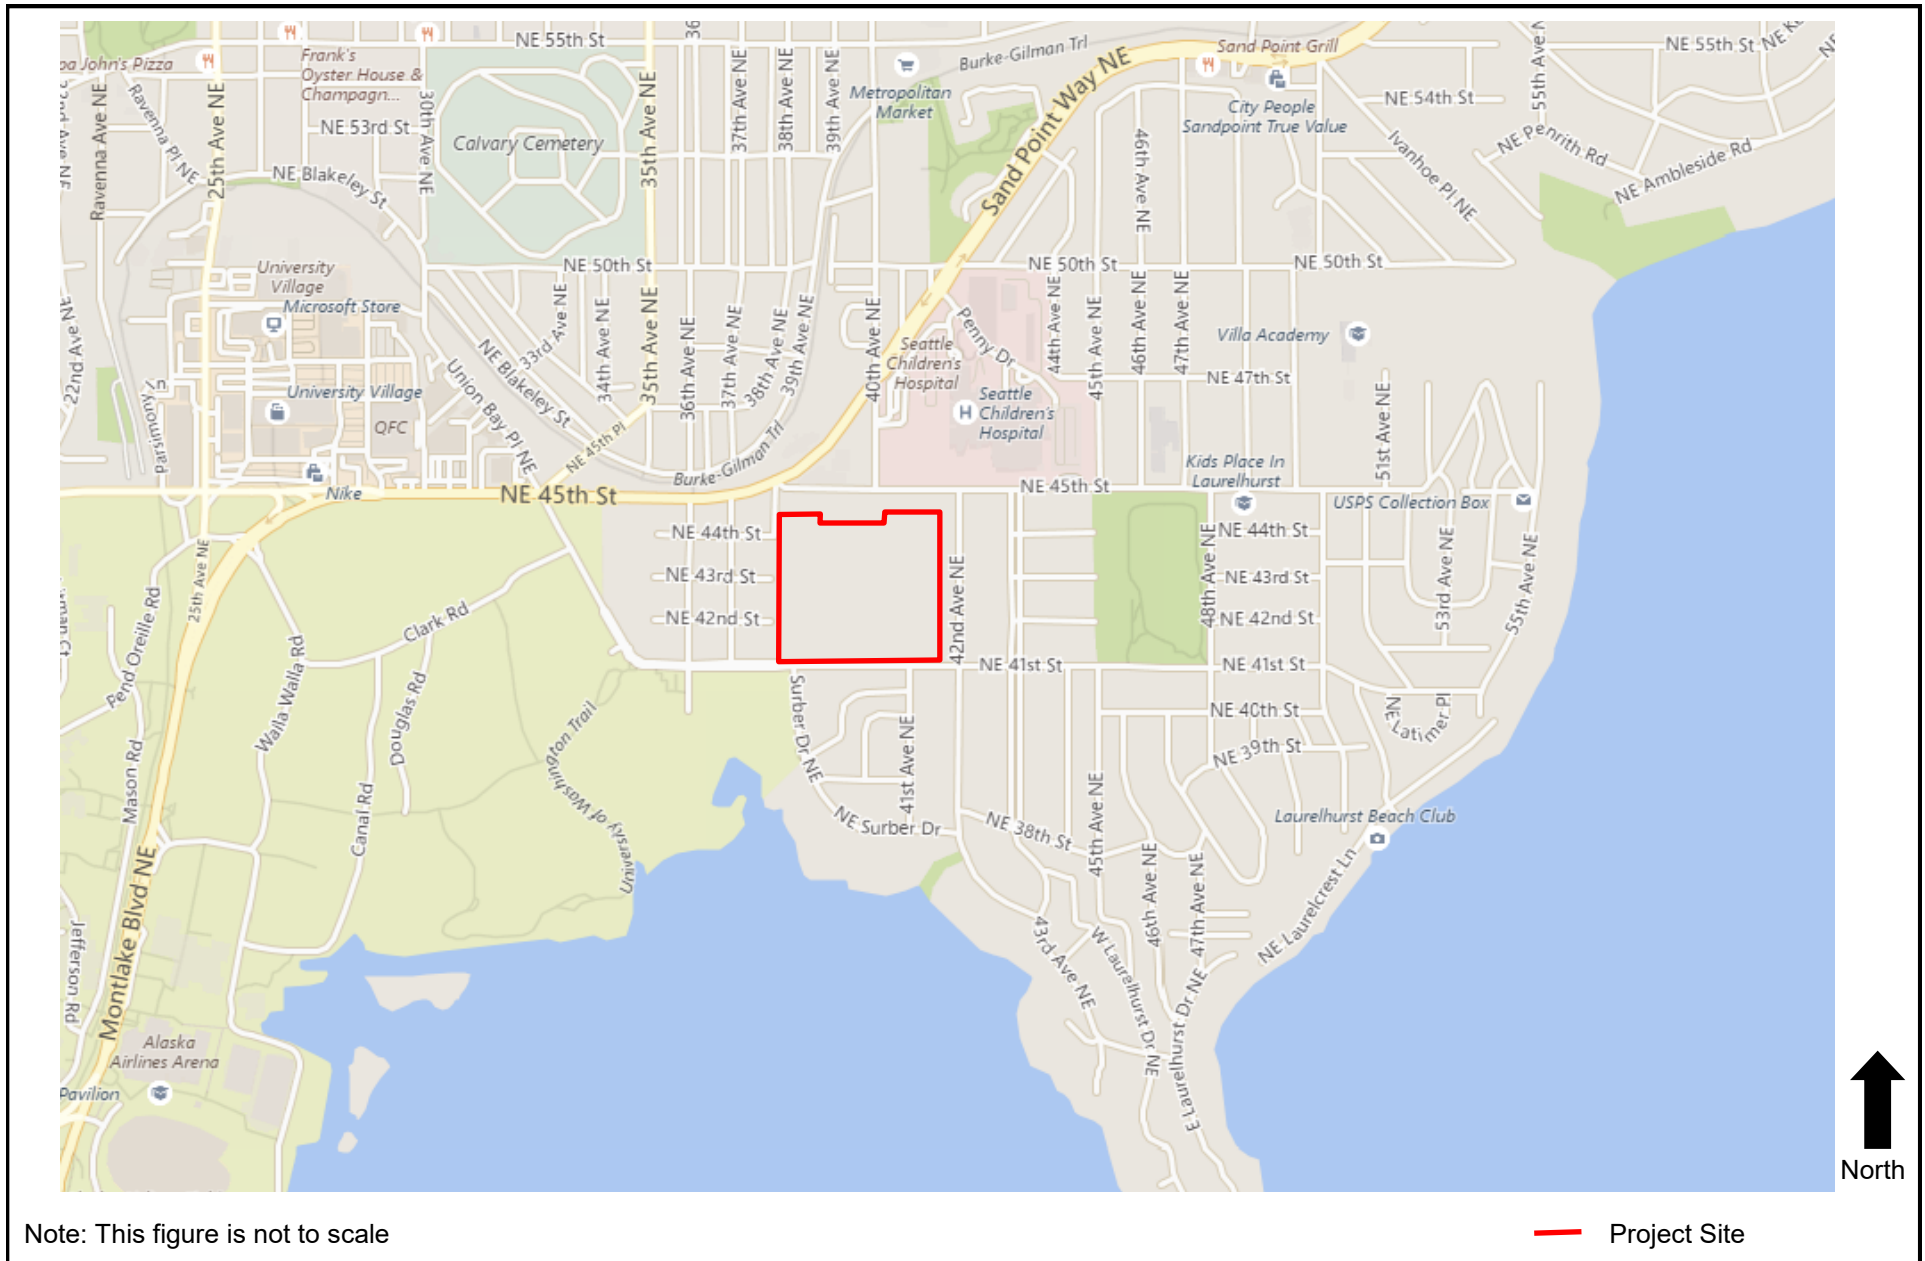 NE 55th St
Burke-Gilman Trl
Sand Point Way NE
Sand Point Grill
NE 55th St
pa John's Pizza
Frank's
Oyster House &
Champagn...
Metropolitan
Market
City People
Sandpoint True Value
NE 54th St
55th Ave N
Ravenna Ave NE
Ravenna Pl NE
25th Ave NE
NE 53rd St
30th Ave NE
Calvary Cemetery
35th Ave NE
36
37th Ave NE
38th Ave NE
39th Ave NE
46th Ave NE
Ivanhoe Pl NE
NE Penrith Rd
NE Ambleside Rd
NE Blakeley St
University
Village
Microsoft Store
NE 50th St
NE 50th St
NE 50th St
22nd Ave NE
33rd Ave NE
34th Ave NE
35th Ave NE
36th Ave NE
37th Ave NE
38th Ave NE
39th Ave NE
40th Ave NE
Penny Dr
44th Ave NE
45th Ave NE
46th Ave NE
47th Ave NE
Villa Academy
Seattle
Children's
Hospital
Seattle
Children's
Hospital
NE 47th St
University Village
QFC
Union Bay Pl NE
NE Blakeley St
NE 45th Pl
Burke-Gilman Trl
51st Ave NE
Nike
NE 45th St
NE 45th St
Kids Place In
Laurelhurst
USPS Collection Box
NE 44th St
NE 43rd St
NE 42nd St
42nd Ave NE
48th Ave NE
NE 44th St
NE 43rd St
NE 42nd St
53rd Ave NE
55th Ave NE
25th Ave NE
Pend Oreille Rd
Clark Rd
Walla Walla Rd
Douglas Rd
NE 41st St
NE 41st St
Surber Dr NE
41st Ave NE
NE 40th St
NE 39th St
NE Latimer Pl
Mason Rd
Canal Rd
University of Washington Trail
NE Surber Dr
NE 38th St
45th Ave NE
Laurelhurst Beach Club
Montlake Blvd NE
46th Ave NE
47th Ave NE
NE Laurelcrest Ln
Jefferson Rd
43rd Ave NE
W Laurelhurst Dr NE
E Laurelhurst Dr NE
Alaska
Airlines Arena
Pavilion
North
Note: This figure is not to scale
Project Site